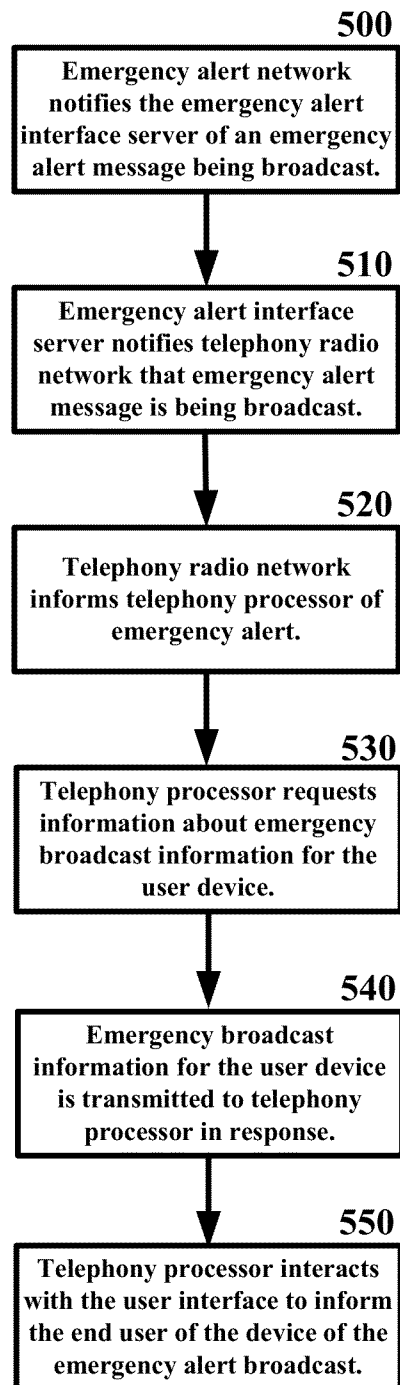 500
Emergency alert network
notifies the emergency alert
interface server of an emergency
alert message being broadcast.
510
Emergency alert interface
server notifies telephony radio
network that emergency alert
message is being broadcast.
520
Telephony radio network
informs telephony processor of
emergency alert.
530
Telephony processor requests
information about emergency
broadcast information for the
user device.
540
Emergency broadcast
information for the user device
is transmitted to telephony
processor in response.
550
Telephony processor interacts
with the user interface to inform
the end user of the device of the
emergency alert broadcast.